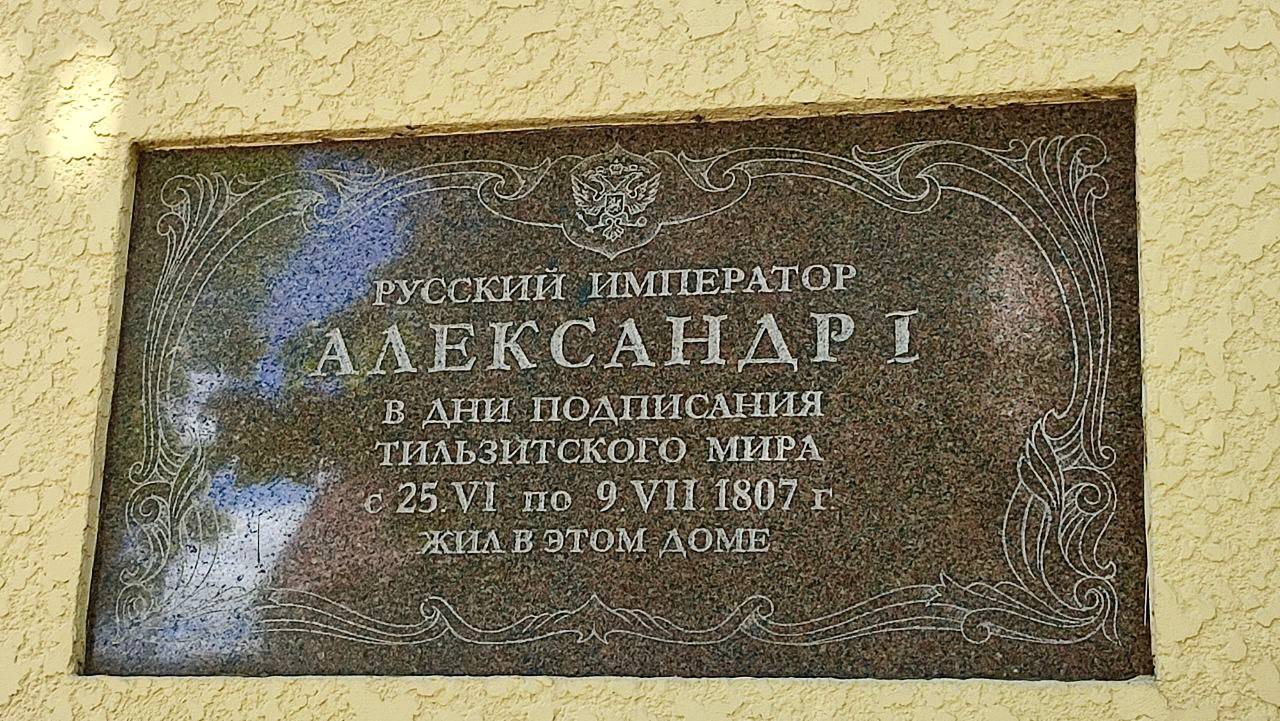 РУССКИЙ ИМПЕРАТОР
АЛЕКСАНДР I
В ДНИ ПОДПИСАНИЯ
ТИЛЬЗИТСКОГО МИРА
с 25.VI по 9.VII.1807 г.
ЖИЛ В ЭТОМ ДОМЕ